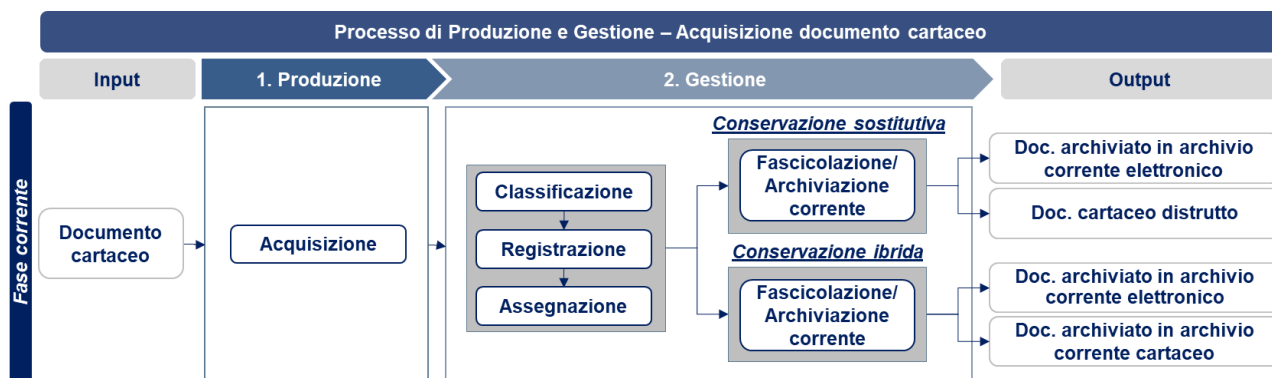 Processo di Produzione e Gestione – Acquisizione documento cartaceo
Input
1. Produzione
2. Gestione
Output
Fase corrente
Documento
cartaceo
Acquisizione
Classificazione
Registrazione
Assegnazione
Conservazione sostitutiva
Fascicolazione/
Archiviazione
corrente
Conservazione ibrida
Fascicolazione/
Archiviazione
corrente
Doc. archiviato in archivio
corrente elettronico
Doc. cartaceo distrutto
Doc. archiviato in archivio
corrente elettronico
Doc. archiviato in archivio
corrente cartaceo